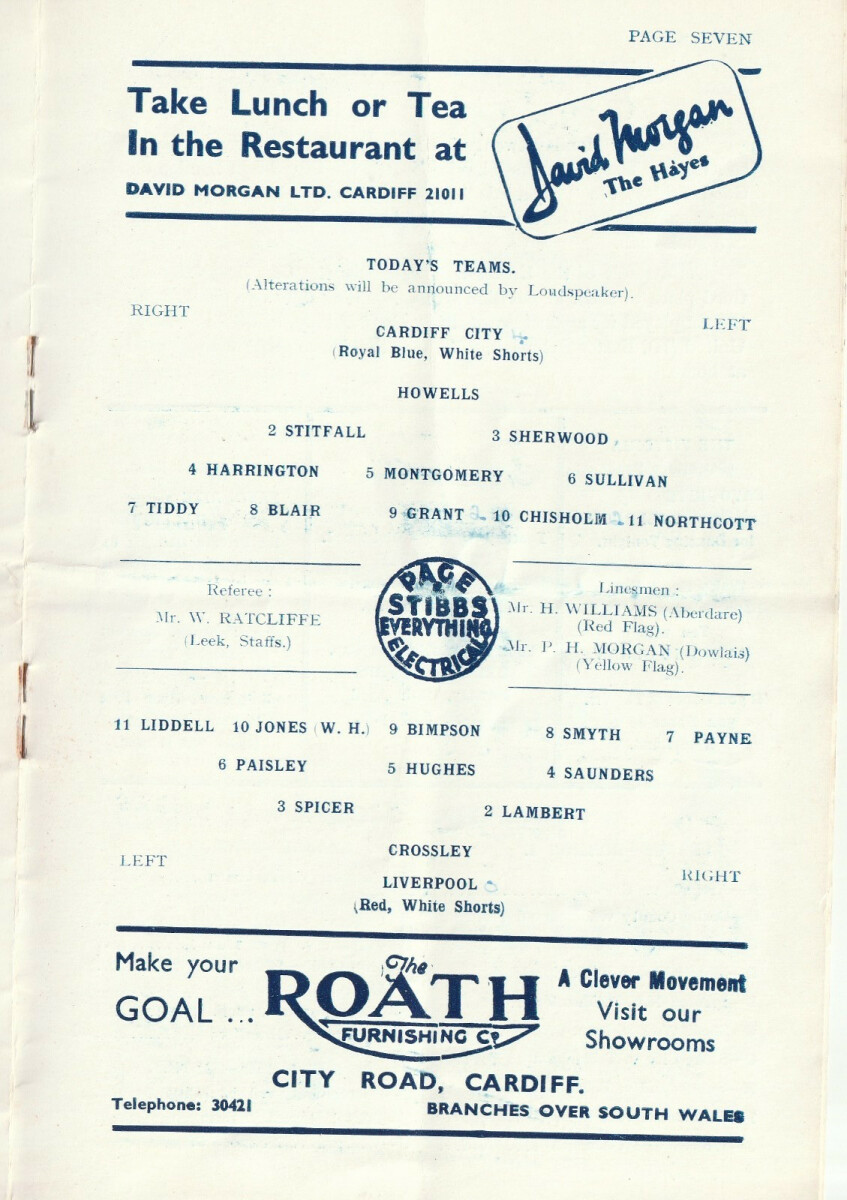 PAGE SEVEN
Take Lunch or Tea
In the Restaurant at
DAVID MORGAN LTD. CARDIFF 21011
David Morgan
The Hayes
TODAY'S TEAMS.
(Alterations will be announced by Loudspeaker).
RIGHT
LEFT
CARDIFF CITY 4
(Royal Blue, White Shorts)
HOWELLS
2 STITFALL 3 SHERWOOD
4 HARRINGTON 5 MONTGOMERY 6 SULLIVAN
7 TIDDY 8 BLAIR 9 GRANT 2 10 CHISHOLM 2 11 NORTHCOTT
Referee :
Mr. W. RATCLIFFE
(Leek, Staffs.)
PAGE & STIBBS
EVERYTHING
ELECTRICAL
Linesmen :
Mr. H. WILLIAMS (Aberdare)
(Red Flag).
Mr. P. H. MORGAN (Dowlais)
(Yellow Flag).
11 LIDDELL 10 JONES (W. H.) 9 BIMPSON 8 SMYTH 7 PAYNE
6 PAISLEY 5 HUGHES 4 SAUNDERS
3 SPICER 2 LAMBERT
CROSSLEY
LEFT
RIGHT
LIVERPOOL 0
(Red, White Shorts)
Make your
GOAL ...
The
ROATH
FURNISHING Co.
A Clever Movement
Visit our
Showrooms
CITY ROAD, CARDIFF.
Telephone: 30421
BRANCHES OVER SOUTH WALES